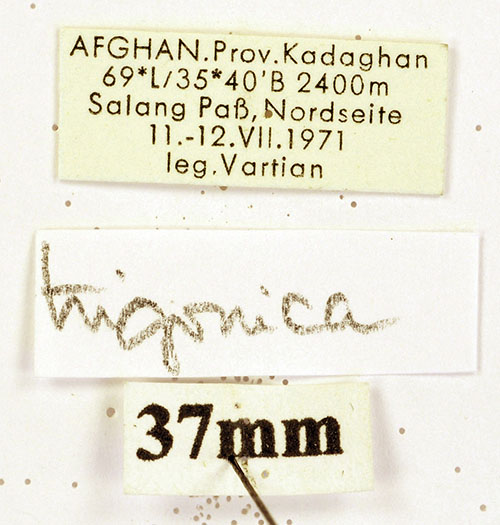 AFGHAN.Prov.Kadaghan
69*L/35*40'B 2400m
Salang Paß, Nordseite
11.-12.VII.1971
leg.Vartian
trigonica
37mm